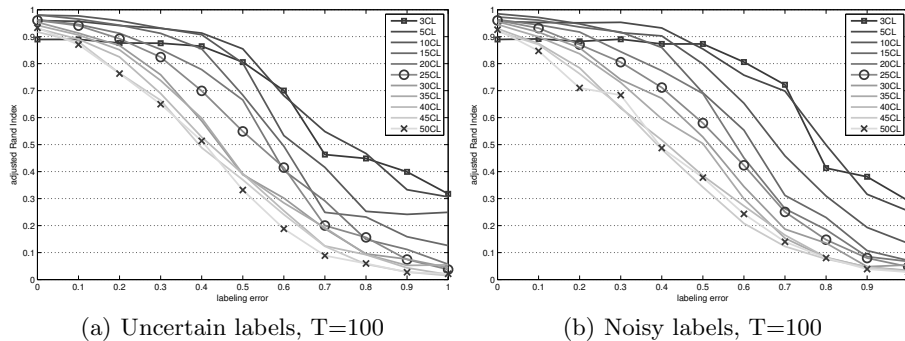 1
0.9
0.8
0.7
0.6
0.5
0.4
0.3
0.2
0.1
0
adjusted Rand Index
3CL
5CL
10CL
15CL
20CL
25CL
30CL
35CL
40CL
45CL
50CL
0 0.1 0.2 0.3 0.4 0.5 0.6 0.7 0.8 0.9 1
labeling error
(a) Uncertain labels, T=100
1
0.9
0.8
0.7
0.6
0.5
0.4
0.3
0.2
0.1
0
adjusted Rand Index
3CL
5CL
10CL
15CL
20CL
25CL
30CL
35CL
40CL
45CL
50CL
0 0.1 0.2 0.3 0.4 0.5 0.6 0.7 0.8 0.9
labeling error
(b) Noisy labels, T=100